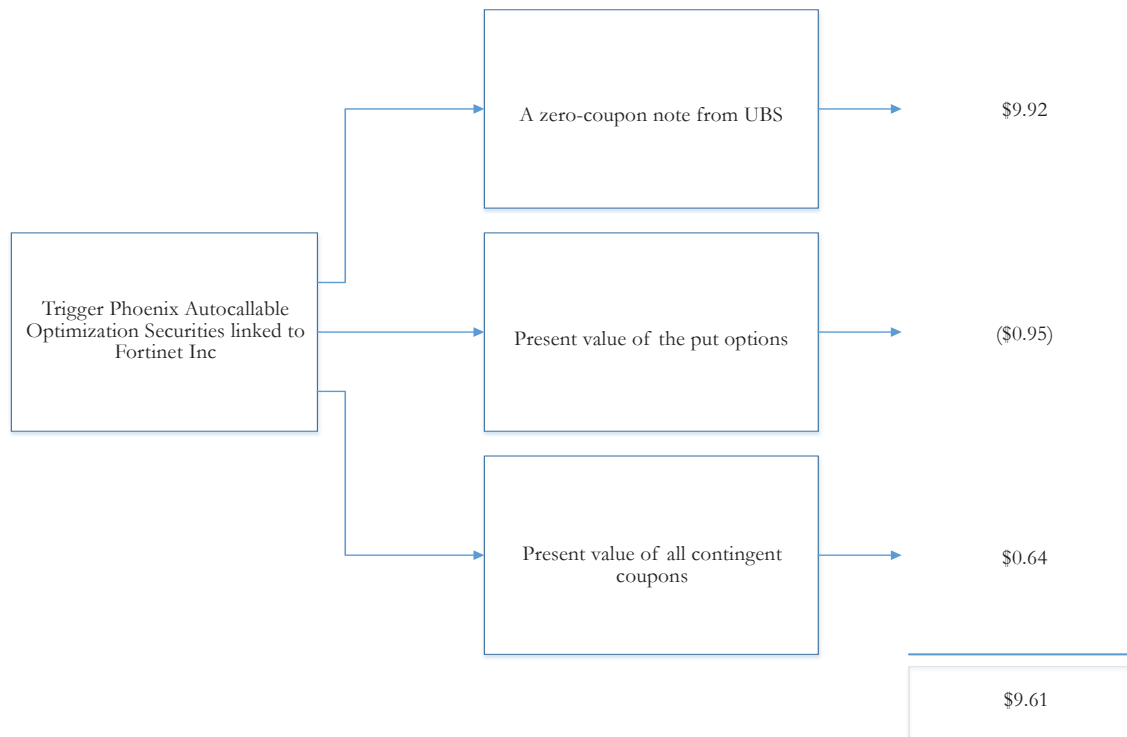 A zero-coupon note from UBS
$9.92
Trigger Phoenix Autocallable
Optimization Securities linked to
Fortinet Inc
Present value of the put options
($0.95)
Present value of all contingent
coupons
$0.64
$9.61